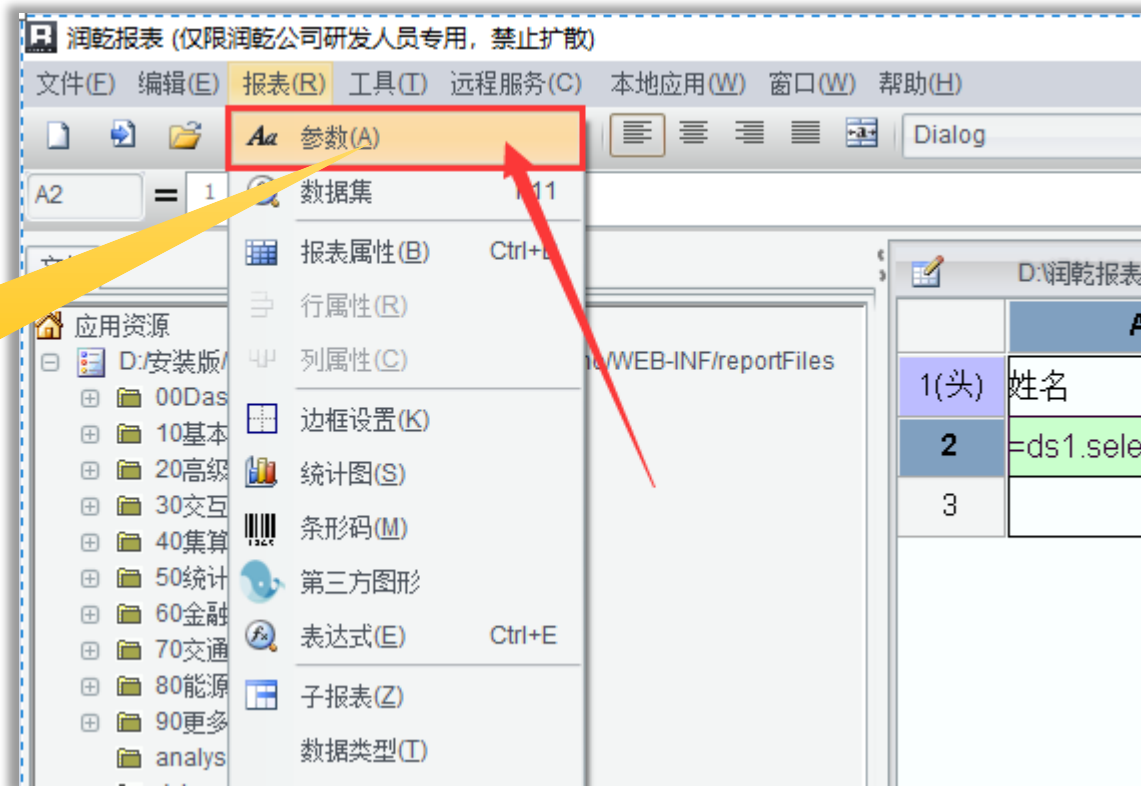 润乾报表 (仅限润乾公司研发人员专用，禁止扩散)
文件(F) 编辑(E) 报表(R) 工具(T) 远程服务(C) 本地应用(W) 窗口(W) 帮助(H)
Aa 参数(A)
Dialog
A2 = 1
数据集
报表属性(B)
行属性(R)
列属性(C)
边框设置(K)
统计图(S)
条形码(M)
第三方图形
表达式(E) Ctrl+E
子报表(Z)
数据类型(T)
应用资源
D:/安装版/
/WEB-INF/reportFiles
00Das
10基本
20高级
30交互
40集算
50统计
60金融
70交通
80能源
90更多
analys
D:\润乾报表
A
1(头) 姓名
2 =ds1.sele
3